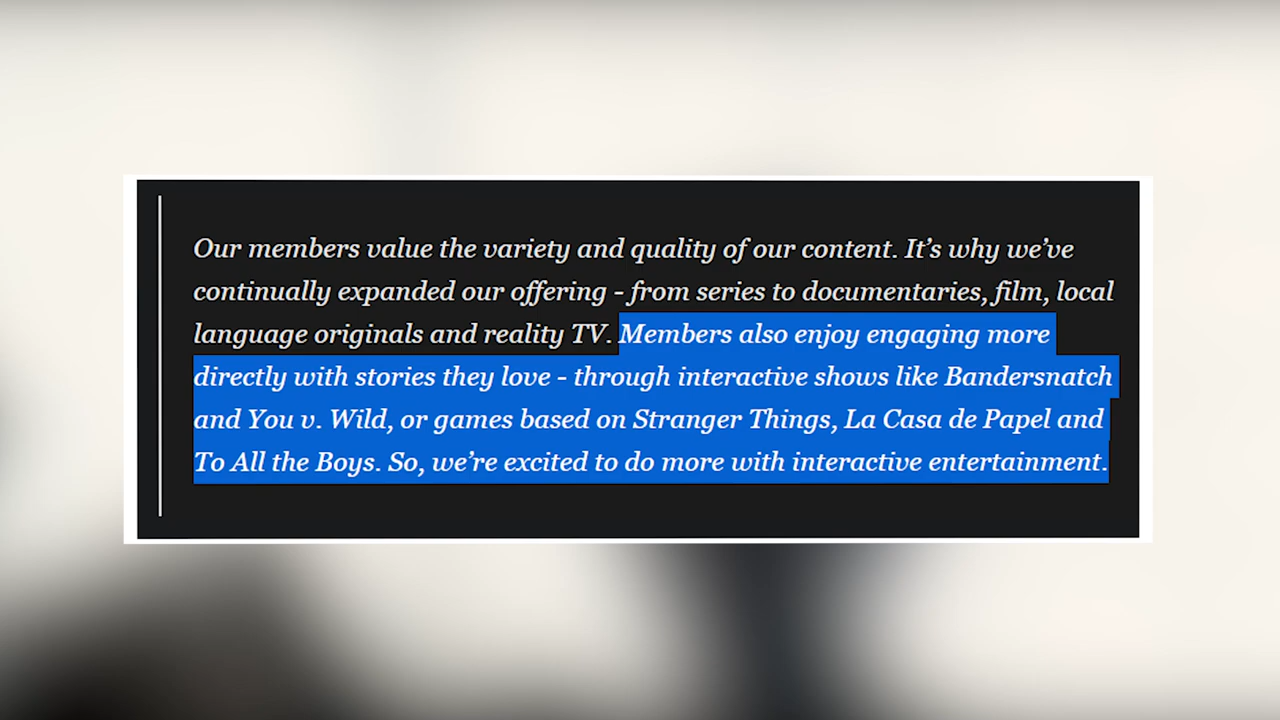 Our members value the variety and quality of our content. It’s why we’ve
continually expanded our offering - from series to documentaries, film, local
language originals and reality TV. Members also enjoy engaging more
directly with stories they love - through interactive shows like Bandersnatch
and You v. Wild, or games based on Stranger Things, La Casa de Papel and
To All the Boys. So, we’re excited to do more with interactive entertainment.